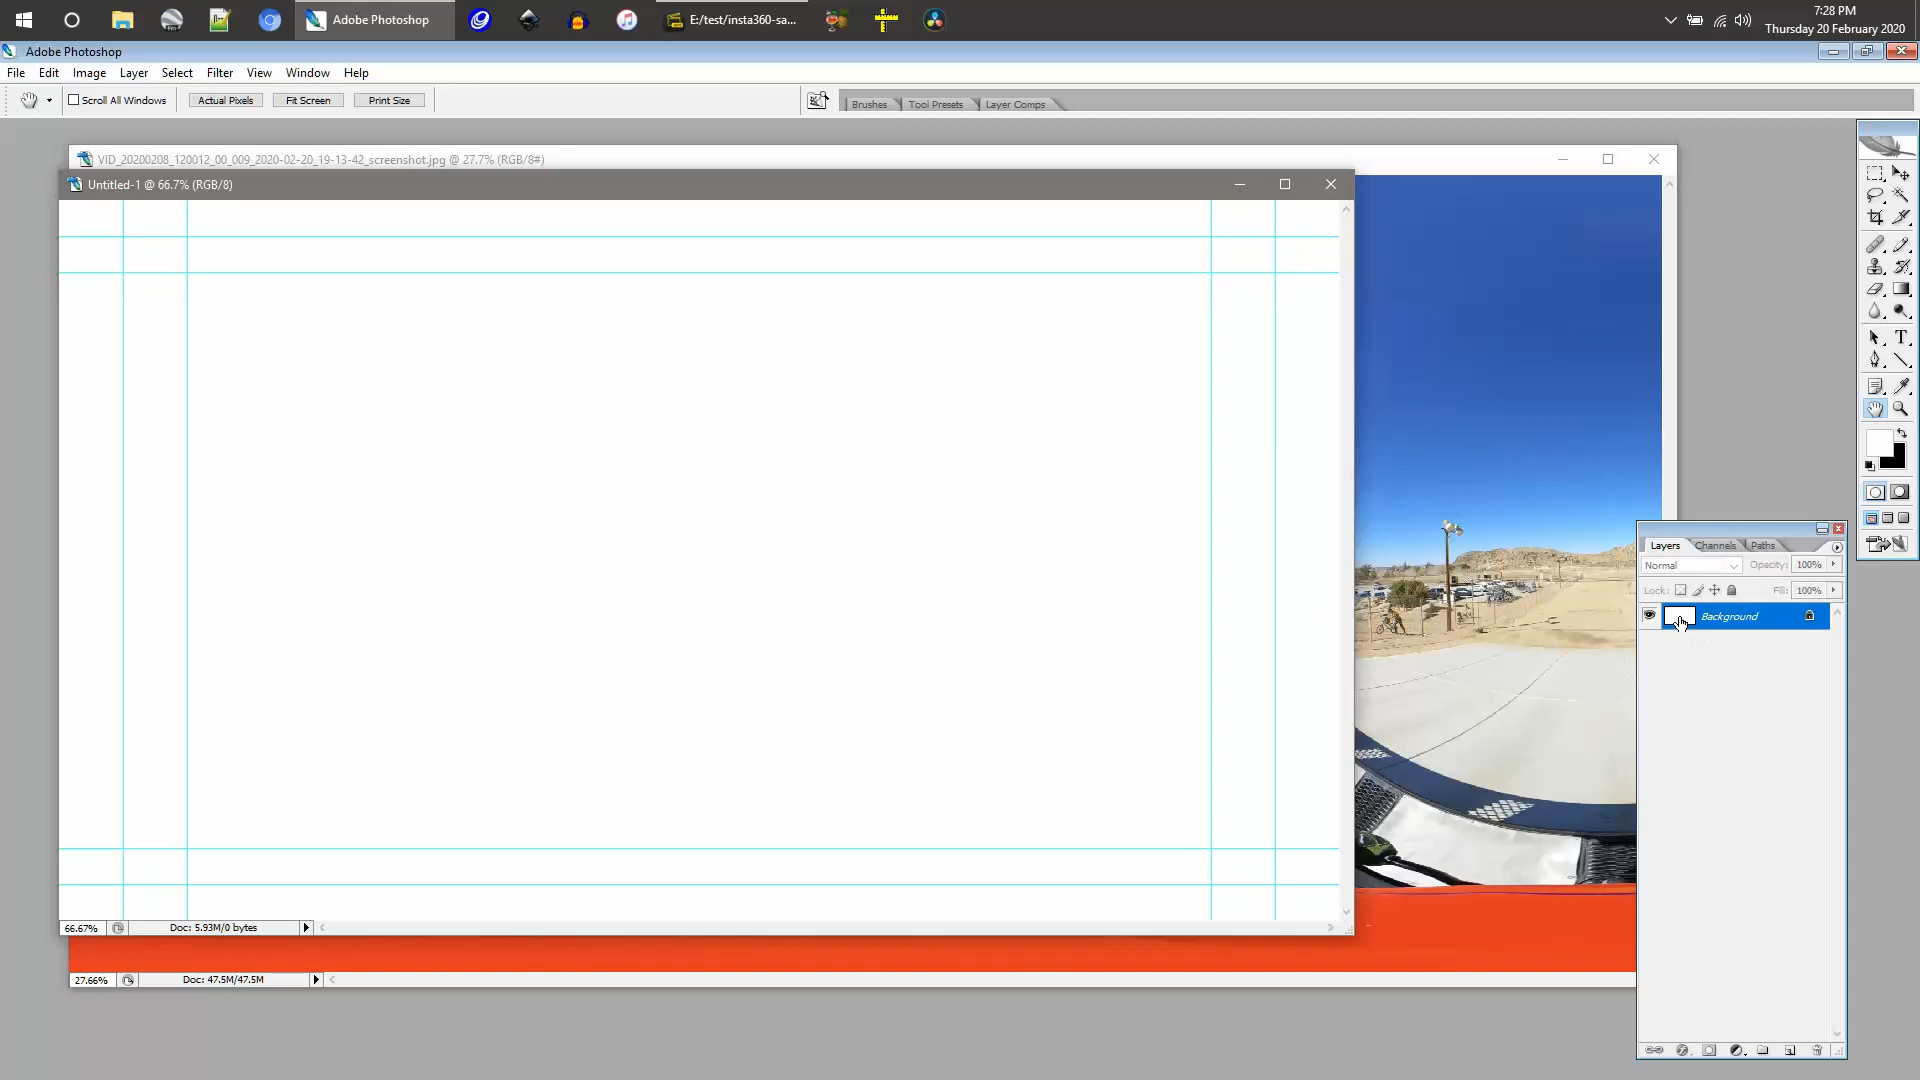 Adobe Photoshop
E:/test/insta360-sa...
7:28 PM
Thursday 20 February 2020
Adobe Photoshop
File Edit Image Layer Select Filter View Window Help
Scroll All Windows Actual Pixels Fit Screen Print Size Brushes Tool Presets Layer Comps
VID_20200208_120012_00_009_2020-02-20_19-13-42_screenshot.jpg @ 27.7% (RGB/8#)
Untitled-1 @ 66.7% (RGB/8)
Layers Channels Paths
Normal Opacity: 100%
Lock: Fill: 100%
Background
66.67% Doc: 5.93M/0 bytes
27.66% Doc: 47.5M/47.5M